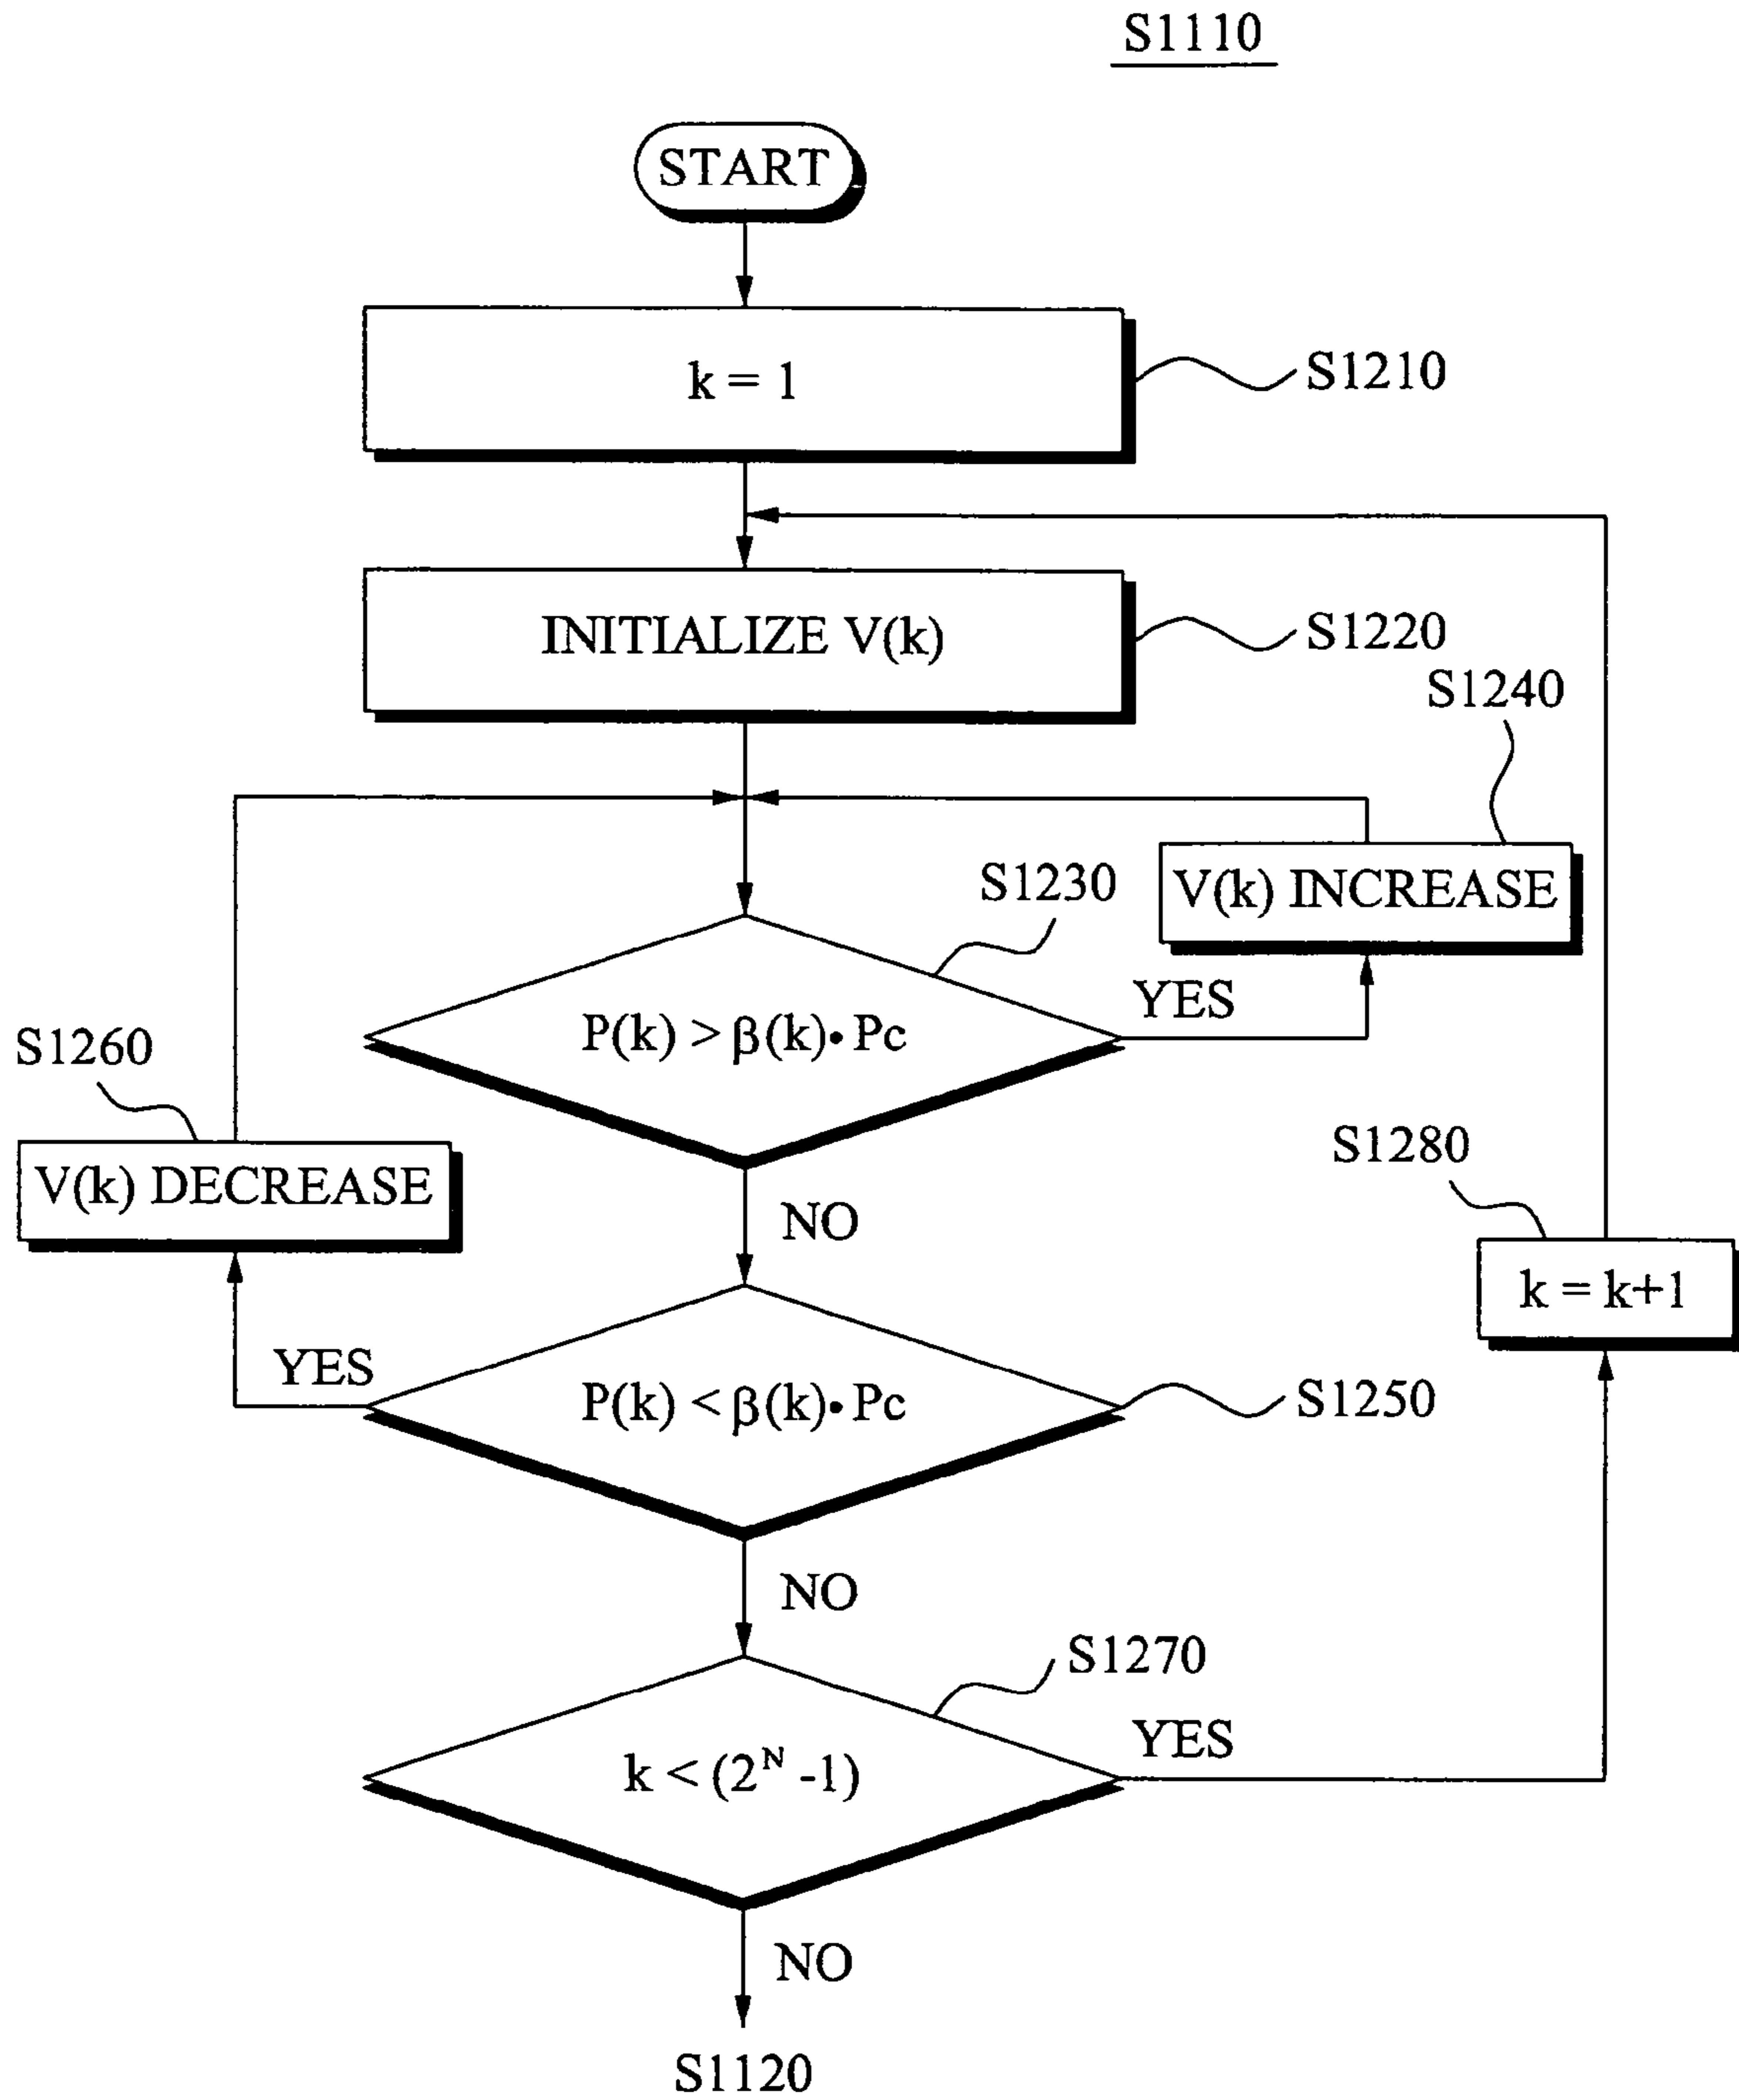 S1110
START
k = 1
S1210
INITIALIZE V(k)
S1220
S1240
V(k) INCREASE
S1230
YES
P(k) > β(k)• Pc
S1260
V(k) DECREASE
NO
S1280
k = k+1
YES
P(k) < β(k)• Pc
S1250
NO
S1270
YES
k < (2^N -1)
NO
S1120